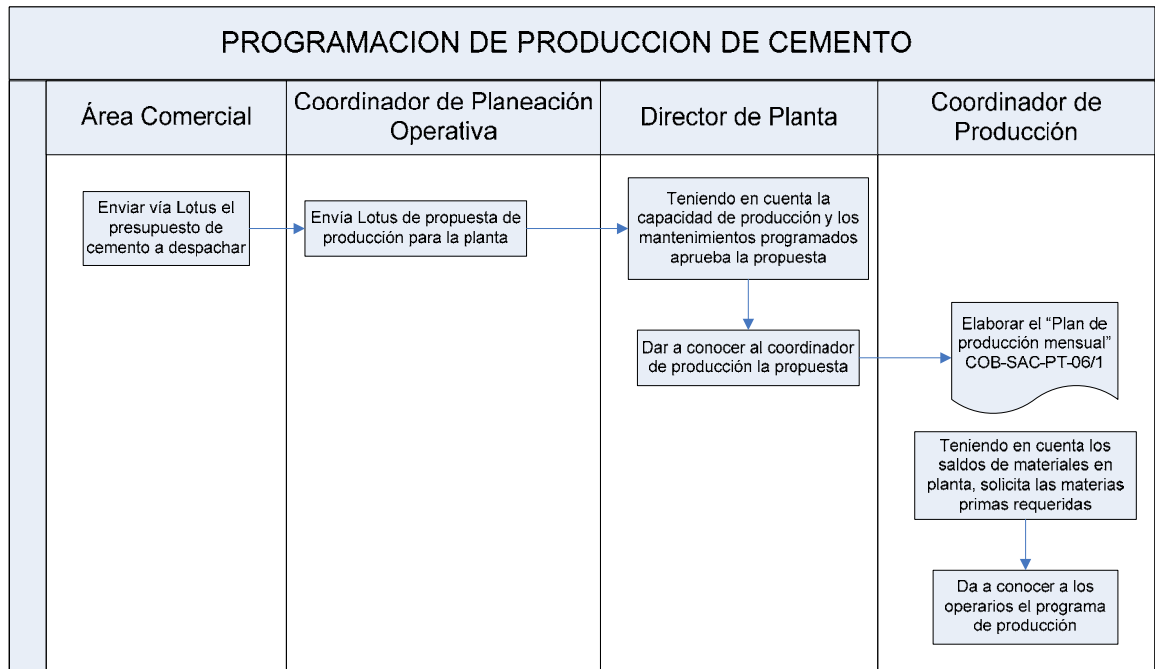 PROGRAMACION DE PRODUCCION DE CEMENTO
Área Comercial
Coordinador de Planeación
Operativa
Director de Planta
Coordinador de
Producción
Enviar vía Lotus el
presupuesto de
cemento a despachar
Envía Lotus de propuesta de
producción para la planta
Teniendo en cuenta la
capacidad de producción y los
mantenimientos programados
aprueba la propuesta
Dar a conocer al coordinador
de producción la propuesta
Elaborar el “Plan de
producción mensual”
COB-SAC-PT-06/1
Teniendo en cuenta los
saldos de materiales en
planta, solicita las materias
primas requeridas
Da a conocer a los
operarios el programa
de producción